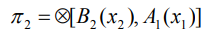 π₂ = ⊗[B₂(x₂), A₁(x₁)]